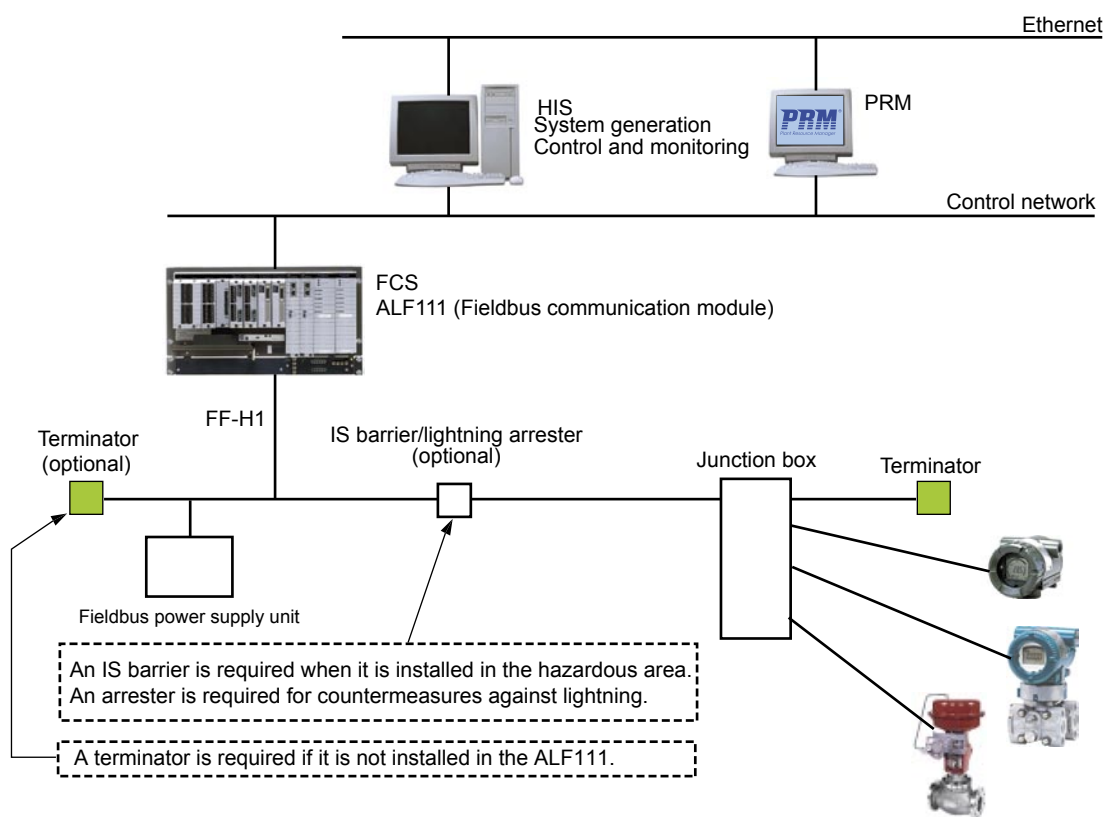 Ethernet
HIS
System generation
Control and monitoring
PRM
PRM
Plant Resource Manager
Control network
FCS
ALF111 (Fieldbus communication module)
FF-H1
Terminator
(optional)
IS barrier/lightning arrester
(optional)
Junction box
Terminator
Fieldbus power supply unit
An IS barrier is required when it is installed in the hazardous area.
An arrester is required for countermeasures against lightning.
A terminator is required if it is not installed in the ALF111.